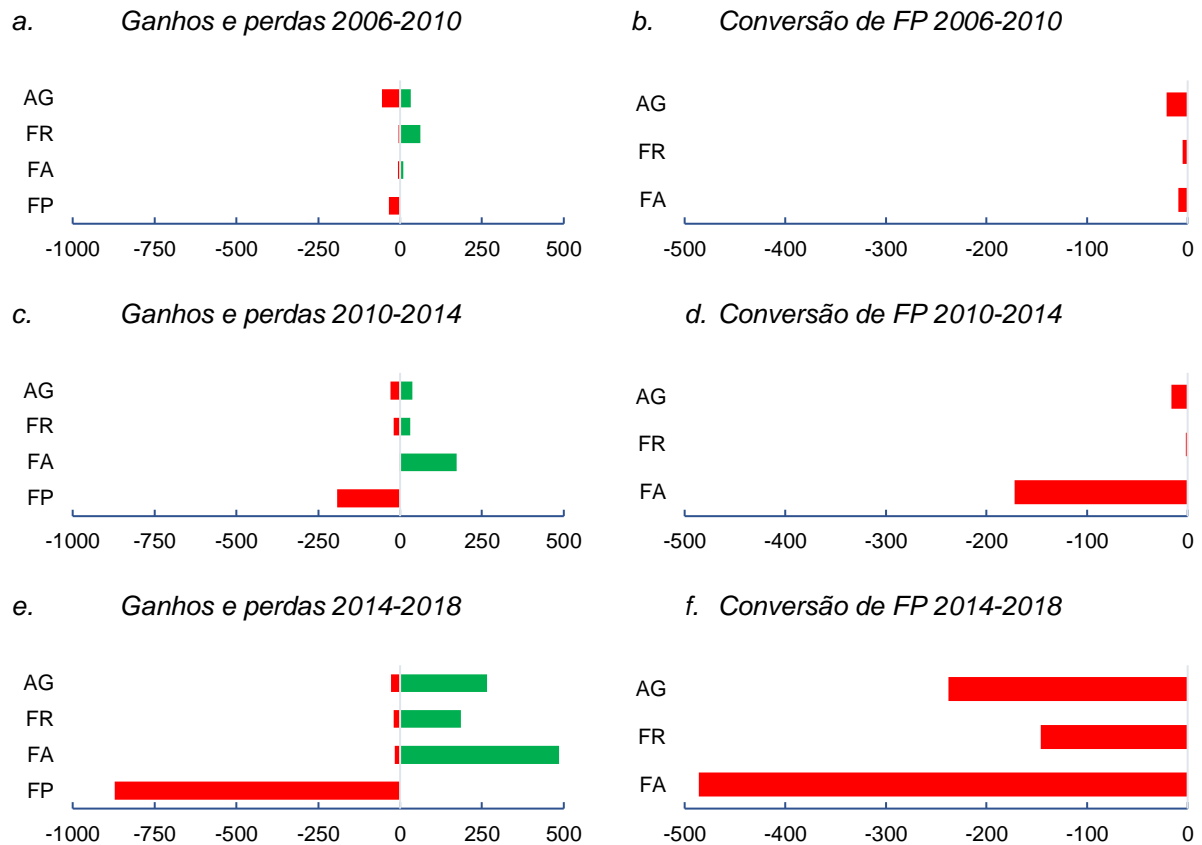 a. Ganhos e perdas 2006-2010
AG
FR
FA
FP
-1000 -750 -500 -250 0 250 500
b. Conversão de FP 2006-2010
AG
FR
FA
-500 -400 -300 -200 -100 0
c. Ganhos e perdas 2010-2014
AG
FR
FA
FP
-1000 -750 -500 -250 0 250 500
d. Conversão de FP 2010-2014
AG
FR
FA
-500 -400 -300 -200 -100 0
e. Ganhos e perdas 2014-2018
AG
FR
FA
FP
-1000 -750 -500 -250 0 250 500
f. Conversão de FP 2014-2018
AG
FR
FA
-500 -400 -300 -200 -100 0